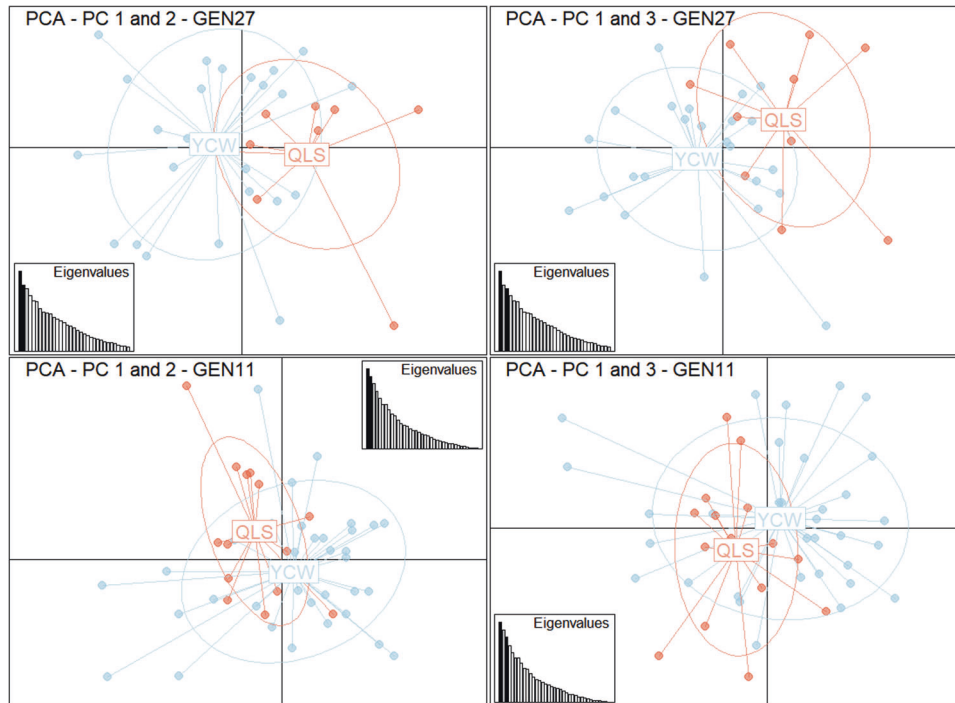 PCA - PC 1 and 2 - GEN27
YCW
QLS
Eigenvalues
PCA - PC 1 and 3 - GEN27
QLS
YCW
Eigenvalues
PCA - PC 1 and 2 - GEN11
Eigenvalues
QLS
YCW
PCA - PC 1 and 3 - GEN11
YCW
QLS
Eigenvalues